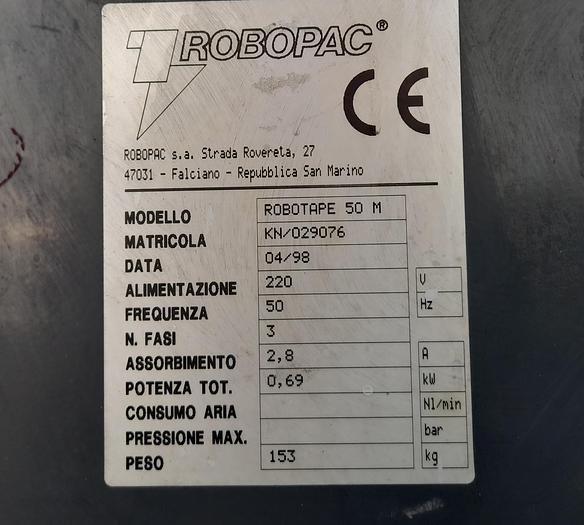 ROBOPAC®
CE
ROBOPAC s.a. Strada Rovereta, 27
47031 - Falciano - Repubblica San Marino
MODELLO ROBOTAPE 50 M
MATRICOLA KN/029076
DATA 04/98
ALIMENTAZIONE 220 V
FREQUENZA 50 Hz
N. FASI 3
ASSORBIMENTO 2,8 A
POTENZA TOT. 0,69 kW
CONSUMO ARIA Nl/min
PRESSIONE MAX. bar
PESO 153 kg